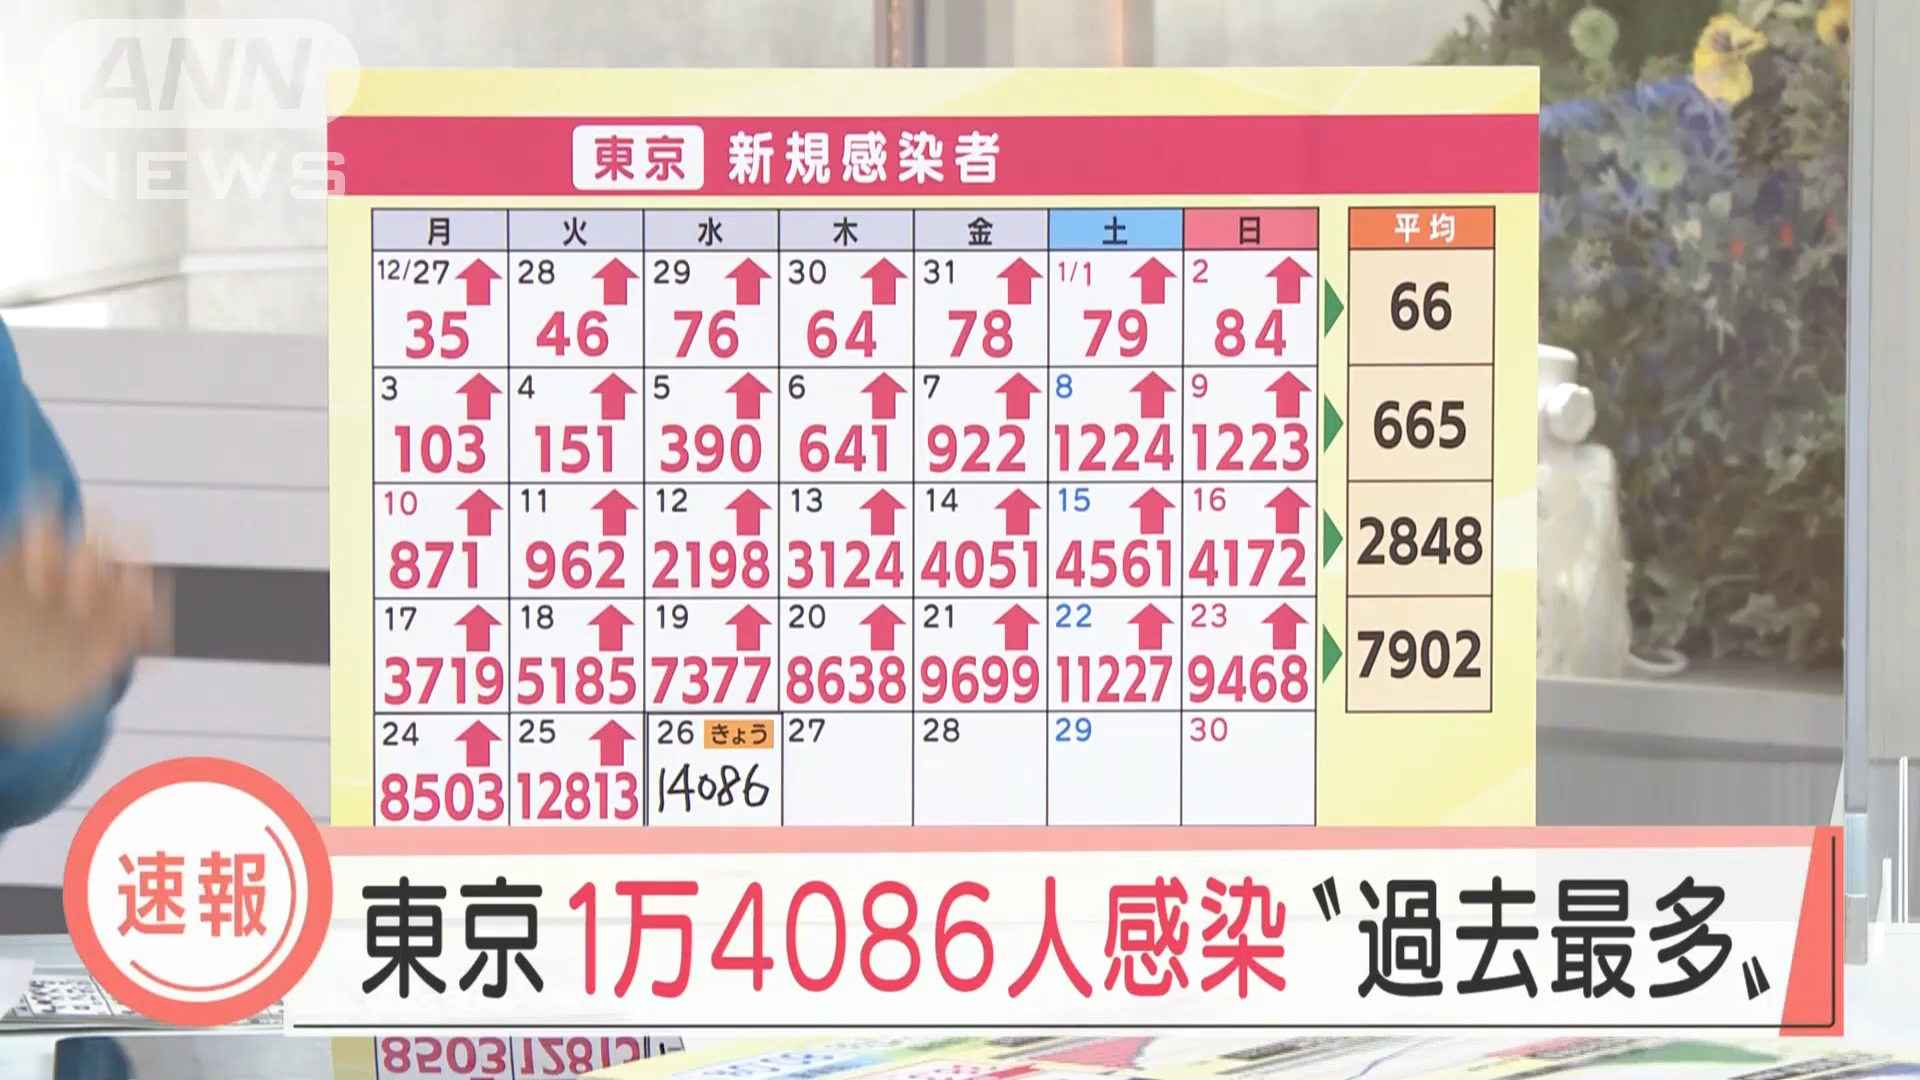 ANN
NEWS
東京 新規感染者
月 火 水 木 金 土 日 平均
12/27 28 29 30 31 1/1 2
35 46 76 64 78 79 84 66
3 4 5 6 7 8 9
103 151 390 641 922 1224 1223 665
10 11 12 13 14 15 16
871 962 2198 3124 4051 4561 4172 2848
17 18 19 20 21 22 23
3719 5185 7377 8638 9699 11227 9468 7902
24 25 26 きょう 27 28 29 30
8503 12813 14086
速報
東京1万4086人感染〝過去最多〟